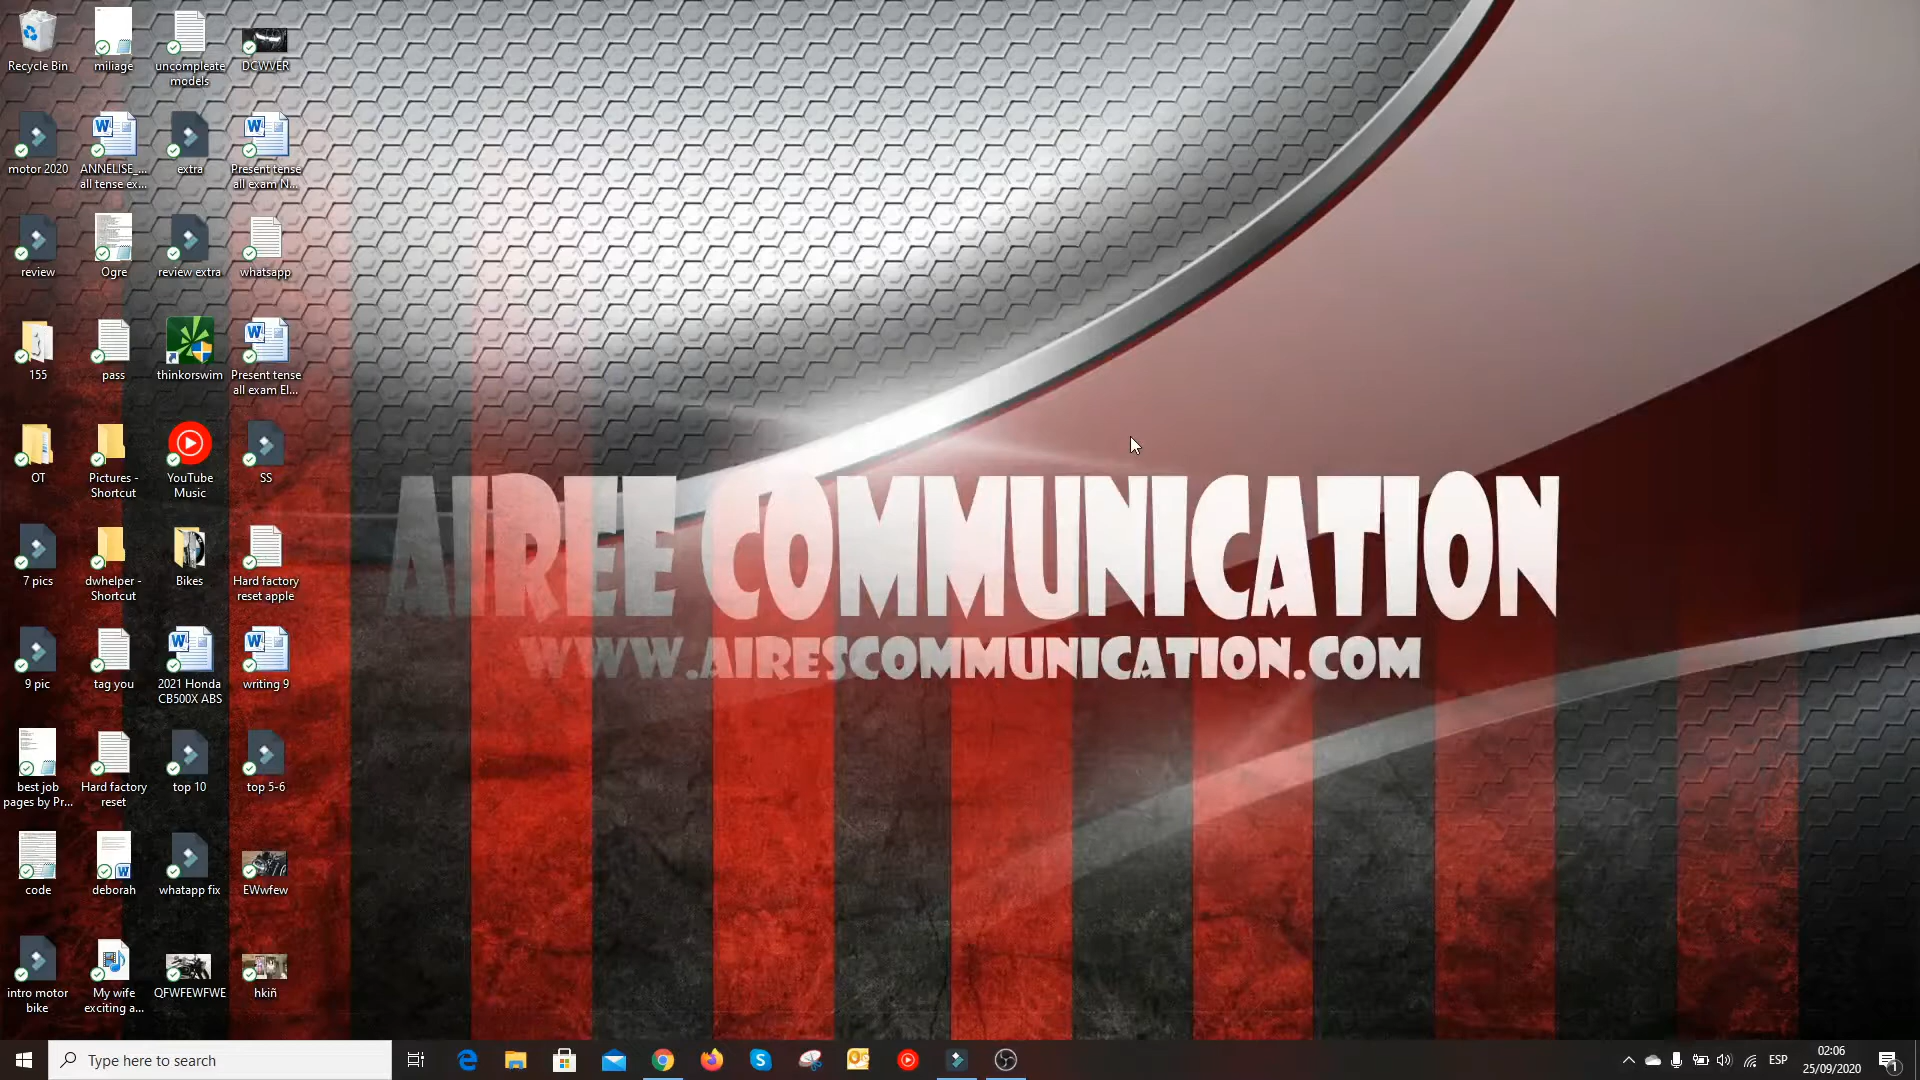 Recycle Bin
miliage
uncompleate
models
DCWVER
motor 2020
ANNELISE_...
all tense ex...
extra
Present tense
all exam N...
review
Ogre
review extra
whatsapp
155
pass
thinkorswim
Present tense
all exam El...
OT
Pictures -
Shortcut
YouTube
Music
SS
7 pics
dwhelper -
Shortcut
Bikes
Hard factory
reset apple
9 pic
tag you
2021 Honda
CB500X ABS
writing 9
best job
pages by Pr...
Hard factory
reset
top 10
top 5-6
code
deborah
whatapp fix
EWwfew
intro motor
bike
My wife
exciting a...
QFWFEWFWE
hkiñ
AIREE COMMUNICATION
WWW.AIRESCOMMUNICATION.COM
Type here to search
ESP
02:06
25/09/2020
1